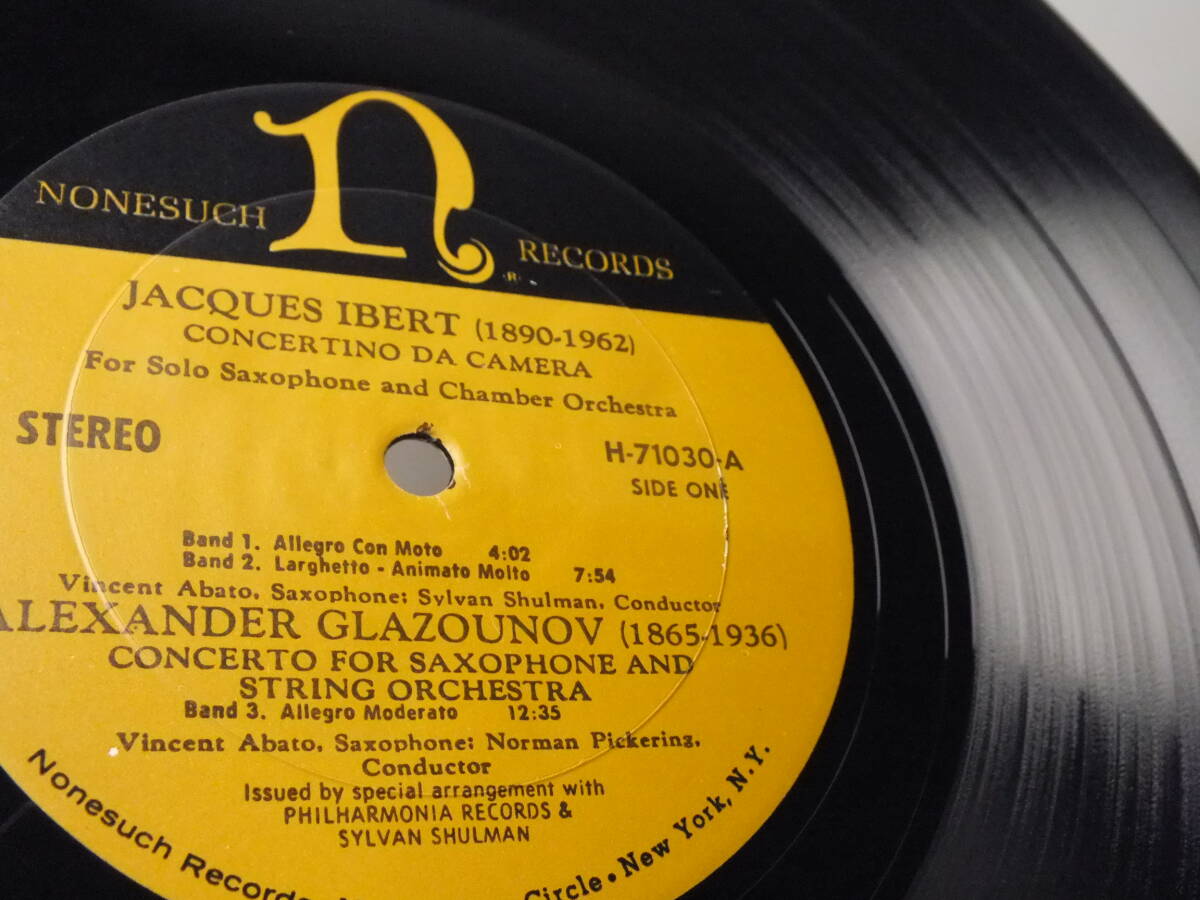 NONESUCH n RECORDS
·R·
JACQUES IBERT (1890-1962)
CONCERTINO DA CAMERA
For Solo Saxophone and Chamber Orchestra
STEREO
H-71030-A
SIDE ONE
Band 1. Allegro Con Moto 4:02
Band 2. Larghetto - Animato Molto 7:54
Vincent Abato, Saxophone; Sylvan Shulman, Conductor
ALEXANDER GLAZOUNOV (1865-1936)
CONCERTO FOR SAXOPHONE AND
STRING ORCHESTRA
Band 3. Allegro Moderato 12:35
Vincent Abato, Saxophone; Norman Pickering,
Conductor
Issued by special arrangement with
PHILHARMONIA RECORDS &
SYLVAN SHULMAN
Nonesuch Records, Circle • New York, N.Y.